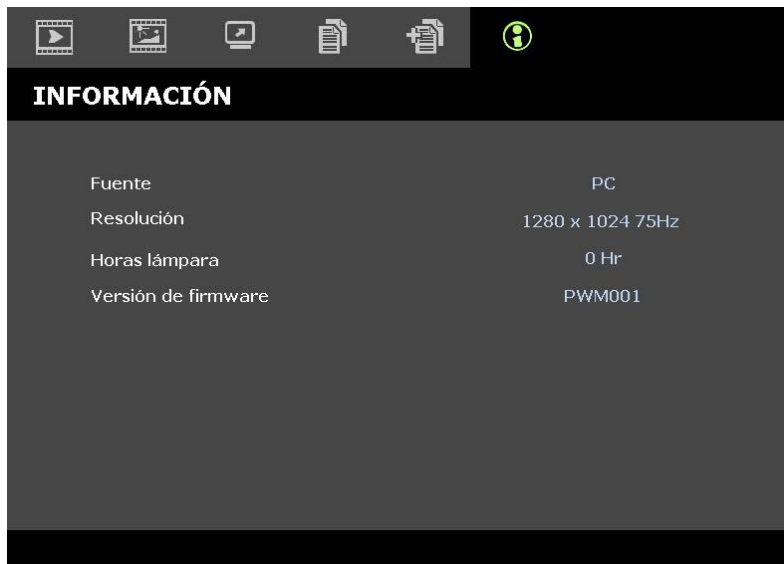 INFORMACIÓN
Fuente PC
Resolución 1280 x 1024 75Hz
Horas lámpara 0 Hr
Versión de firmware PWM001